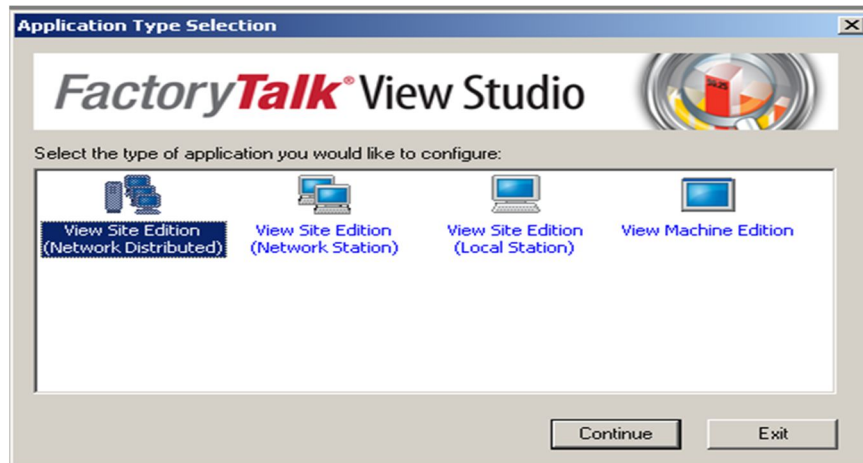 Application Type Selection
FactoryTalk® View Studio
Select the type of application you would like to configure:
View Site Edition
(Network Distributed)
View Site Edition
(Network Station)
View Site Edition
(Local Station)
View Machine Edition
Continue
Exit